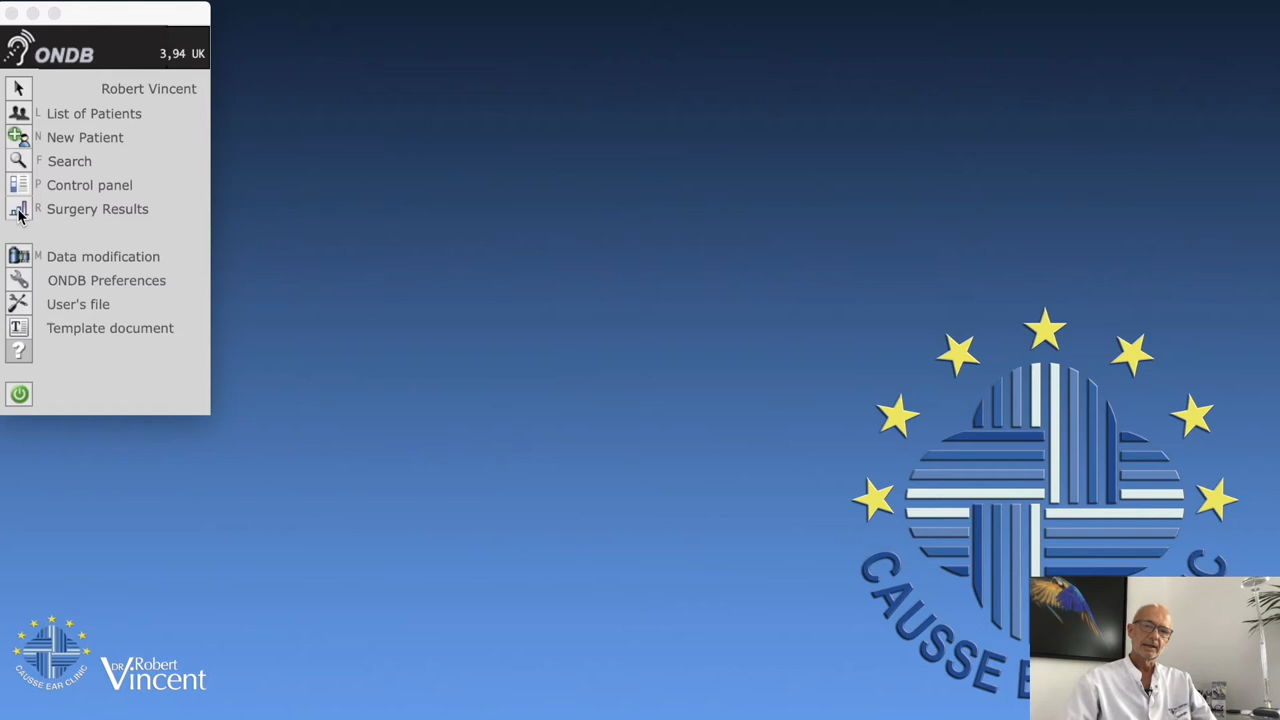 ONDB
3,94 UK
Robert Vincent
L List of Patients
N New Patient
F Search
P Control panel
R Surgery Results
M Data modification
ONDB Preferences
User's file
T Template document
?
CAUSSE EAR CLINIC
DR Robert
Vincent
CAUSSE
C